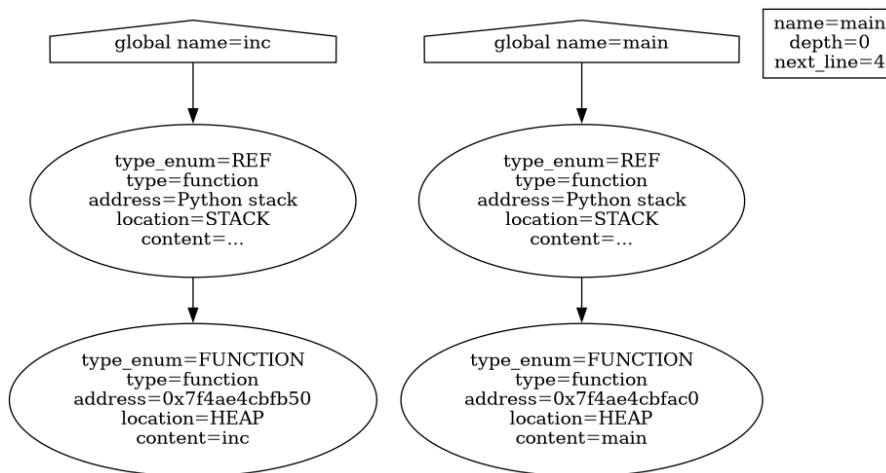 global name=inc
global name=main
name=main
depth=0
next_line=4
type_enum=REF
type=function
address=Python stack
location=STACK
content=...
type_enum=REF
type=function
address=Python stack
location=STACK
content=...
type_enum=FUNCTION
type=function
address=0x7f4ae4cbfb50
location=HEAP
content=inc
type_enum=FUNCTION
type=function
address=0x7f4ae4cbfac0
location=HEAP
content=main